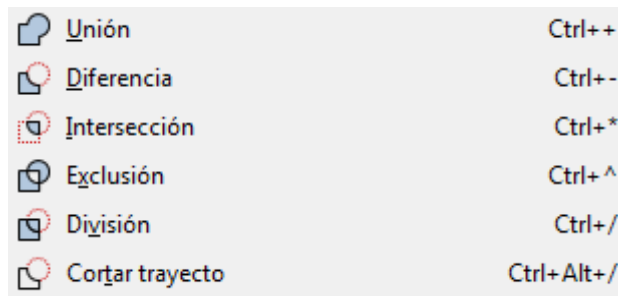 Unión Ctrl++
Diferencia Ctrl+-
Intersección Ctrl+*
Exclusión Ctrl+^
División Ctrl+/
Cortar trayecto Ctrl+Alt+/